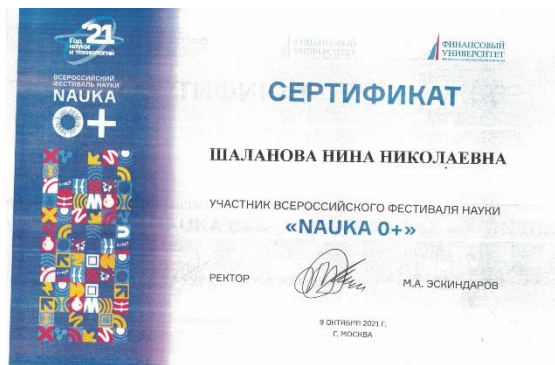 Год
науки
и технологий
21
ВСЕРОССИЙСКИЙ
ФЕСТИВАЛЬ НАУКИ
NAUKA
0+
ФИНАНСОВЫЙ
УНИВЕРСИТЕТ
СЕРТИФИКАТ
ШАЛАНОВА НИНА НИКОЛАЕВНА
УЧАСТНИК ВСЕРОССИЙСКОГО ФЕСТИВАЛЯ НАУКИ
«NAUKA 0+»
РЕКТОР
М.А. ЭСКИНДАРОВ
9 ОКТЯБРЯ 2021 Г.
Г. МОСКВА